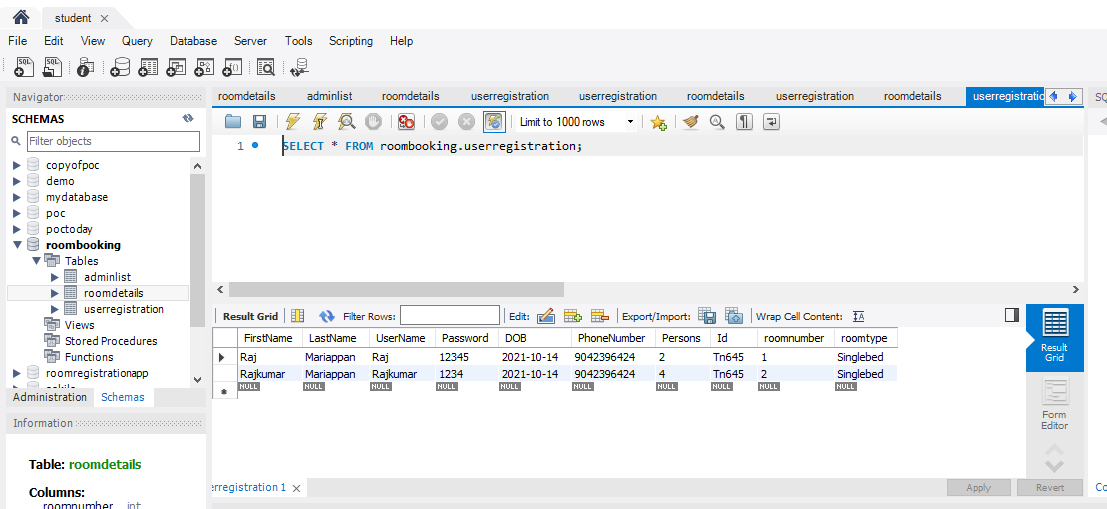 student
File Edit View Query Database Server Tools Scripting Help
Navigator
SCHEMAS
Filter objects
copyofpoc
demo
mydatabase
poc
poctoday
roombooking
Tables
adminlist
roomdetails
userregistration
Views
Stored Procedures
Functions
roomregistrationapp
Administration Schemas
Information
Table: roomdetails
Columns:
roomnumber int
roomdetails adminlist roomdetails userregistration userregistration roomdetails userregistration roomdetails userregistratio
SQ
Limit to 1000 rows
1 SELECT * FROM roombooking.userregistration;
Result Grid Filter Rows: Edit: Export/Import: Wrap Cell Content: IA
FirstName LastName UserName Password DOB PhoneNumber Persons Id roomnumber roomtype
Raj Mariappan Raj 12345 2021-10-14 9042396424 2 Tn645 1 Singlebed
Rajkumar Mariappan Rajkumar 1234 2021-10-14 9042396424 4 Tn645 2 Singlebed
NULL NULL NULL NULL NULL NULL NULL NULL NULL NULL
Result
Grid
Form
Editor
erregistration 1
Apply Revert
Co